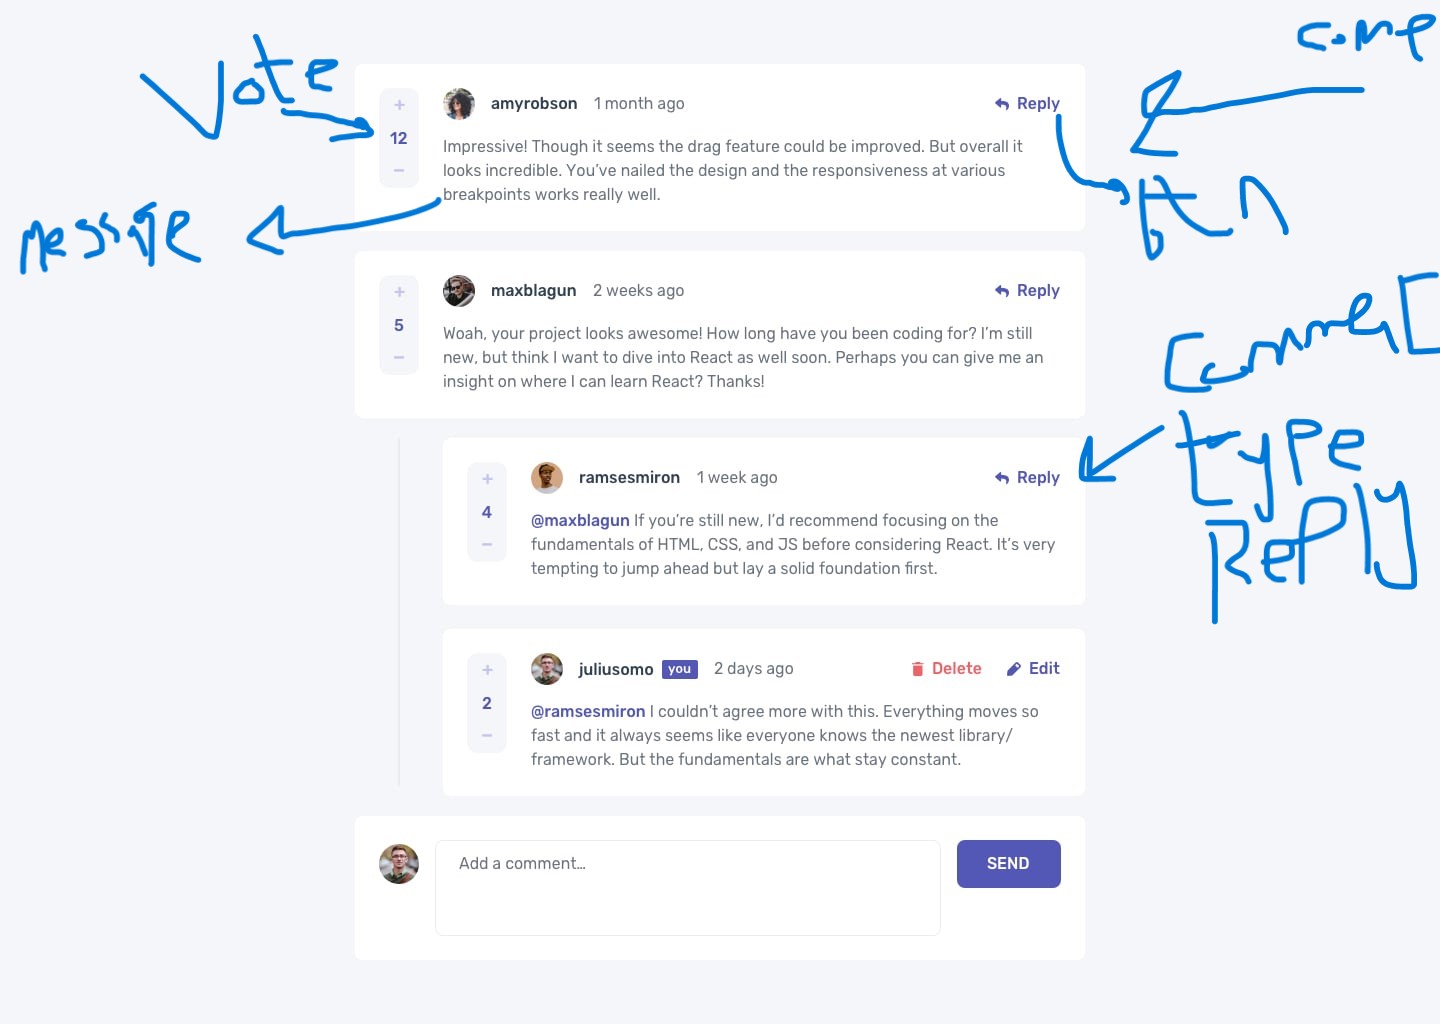 Vote
come
amyrobson 1 month ago Reply
+
12
-
Impressive! Though it seems the drag feature could be improved. But overall it
looks incredible. You’ve nailed the design and the responsiveness at various
breakpoints works really well.
btn
message
maxblagun 2 weeks ago Reply
+
5
-
Woah, your project looks awesome! How long have you been coding for? I’m still
new, but think I want to dive into React as well soon. Perhaps you can give me an
insight on where I can learn React? Thanks!
type
Reply
ramsesmiron 1 week ago Reply
+
4
-
@maxblagun If you’re still new, I’d recommend focusing on the
fundamentals of HTML, CSS, and JS before considering React. It’s very
tempting to jump ahead but lay a solid foundation first.
juliusomo you 2 days ago Delete Edit
+
2
-
@ramsesmiron I couldn’t agree more with this. Everything moves so
fast and it always seems like everyone knows the newest library/
framework. But the fundamentals are what stay constant.
Add a comment…
SEND